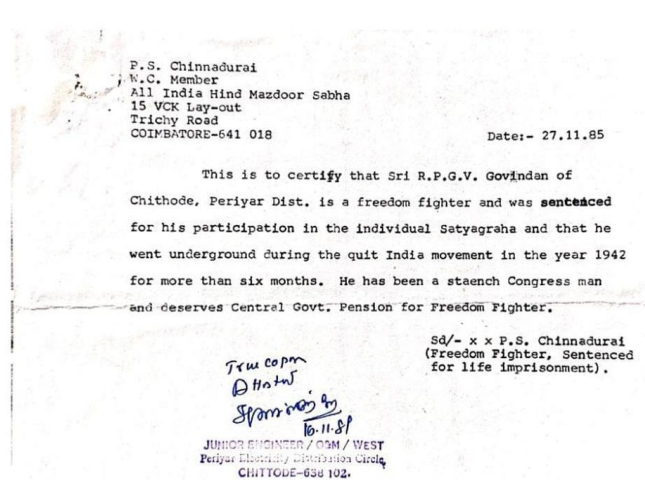 P.S. Chinnadurai
W.C. Member
All India Hind Mazdoor Sabha
15 VCK Lay-out
Trichy Road
COIMBATORE-641 018
Date:- 27.11.85
This is to certify that Sri R.P.G.V. Govindan of
Chithode, Periyar Dist. is a freedom fighter and was sentenced
for his participation in the individual Satyagraha and that he
went underground during the quit India movement in the year 1942
for more than six months. He has been a staench Congress man
and deserves Central Govt. Pension for Freedom Fighter.
Sd/- x x P.S. Chinnadurai
(Freedom Fighter, Sentenced
for life imprisonment).
True copy
JUNIOR ENGINEER / O&M / WEST
Periyar Electricity Distribution Circle,
CHITTODE-638 102.